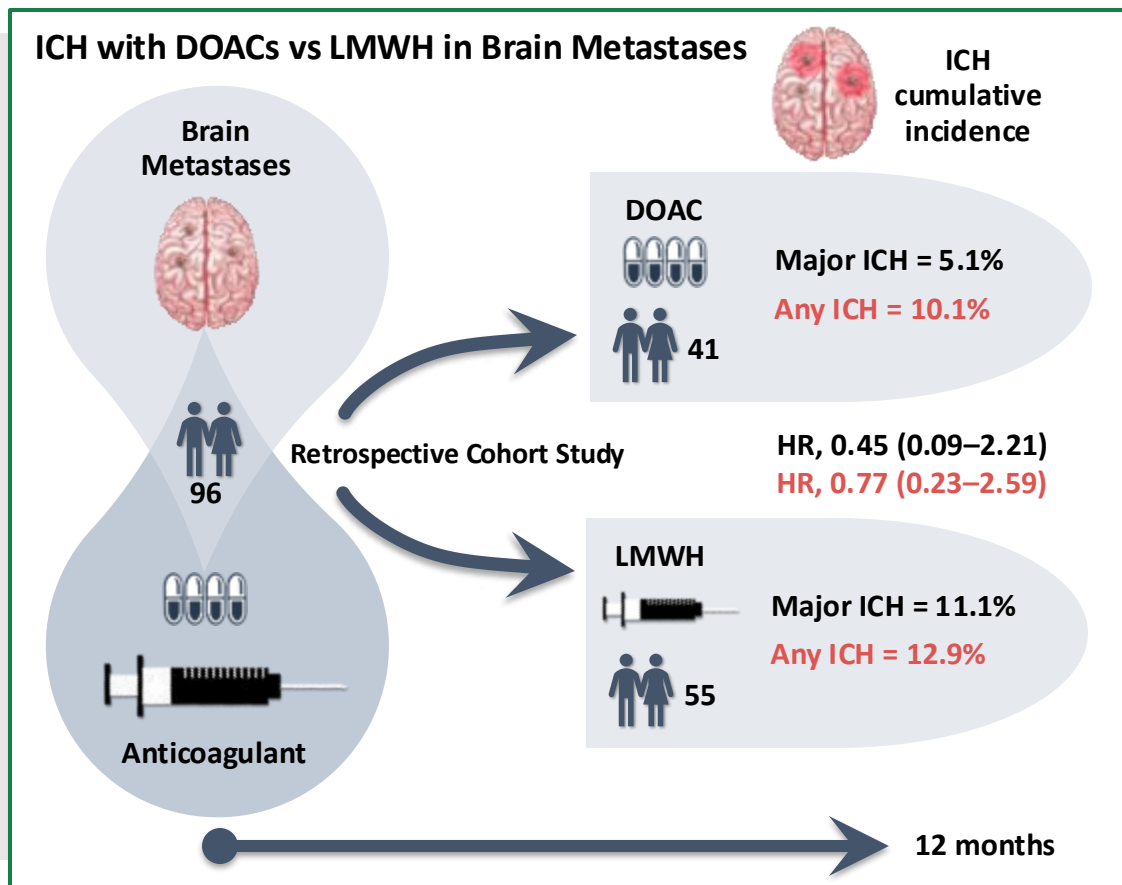 ICH with DOACs vs LMWH in Brain Metastases
ICH
cumulative
incidence
Brain
Metastases
96
Anticoagulant
Retrospective Cohort Study
DOAC
Major ICH = 5.1%
Any ICH = 10.1%
41
HR, 0.45 (0.09–2.21)
HR, 0.77 (0.23–2.59)
LMWH
Major ICH = 11.1%
Any ICH = 12.9%
55
12 months